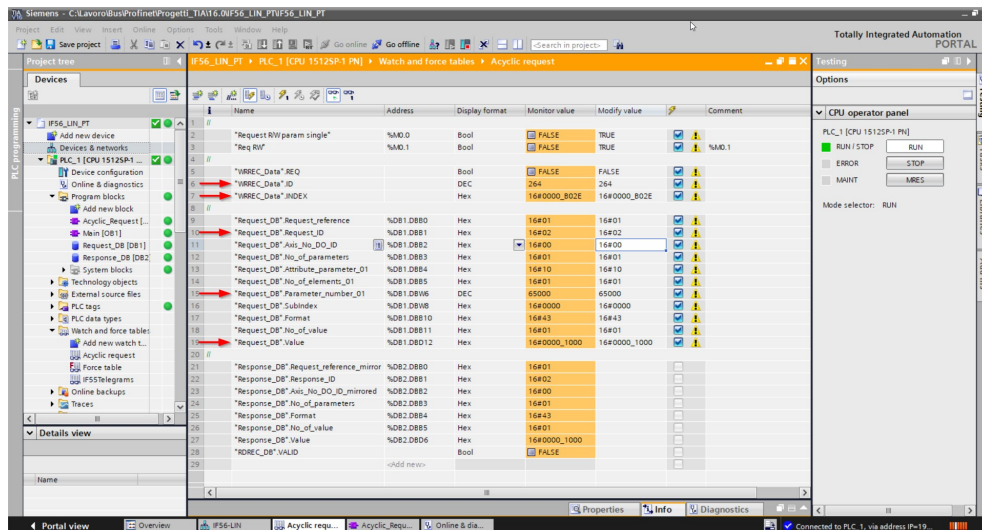 Siemens - C:\Lavoro\Bus\Profinet\Progetti_TIA\16.0\IF56_LIN_PT\IF56_LIN_PT
Project Edit View Insert Online Options Tools Window Help
Totally Integrated Automation
PORTAL
Save project Go online Go offline <Search in project>
Project tree
IF56_LIN_PT PLC_1 [CPU 1512SP-1 PN] Watch and force tables Acyclic request
Testing
Devices
Options
PLC programming
i Name Address Display format Monitor value Modify value Comment
CPU operator panel
PLC_1 [CPU 1512SP-1 PN]
RUN / STOP RUN
ERROR STOP
MAINT MRES
Mode selector: RUN
IF56_LIN_PT
Add new device
Devices & networks
PLC_1 [CPU 1512SP-1 ...
Device configuration
Online & diagnostics
Program blocks
Add new block
Acyclic_Request [...
Main [OB1]
Request_DB [DB1]
Response_DB [DB2
System blocks
Technology objects
External source files
PLC tags
PLC data types
Watch and force tables
Add new watch t...
Acyclic request
Force table
IF55Telegrams
Online backups
Traces
Details view
Name
1 //
2 "Request R/W param single" %M0.0 Bool FALSE TRUE
3 "Req RW" %M0.1 Bool FALSE TRUE %M0.1
4 //
5 "WRREC_Data".REQ Bool FALSE FALSE
6 "WRREC_Data".ID DEC 264 264
7 "WRREC_Data".INDEX Hex 16#0000_B02E 16#0000_B02E
8 //
9 "Request_DB".Request_reference %DB1.DBB0 Hex 16#01 16#01
10 "Request_DB".Request_ID %DB1.DBB1 Hex 16#02 16#02
11 "Request_DB".Axis_No_DO_ID %DB1.DBB2 Hex 16#00 16#00
12 "Request_DB".No_of_parameters %DB1.DBB3 Hex 16#01 16#01
13 "Request_DB".Attribute_parameter_01 %DB1.DBB4 Hex 16#10 16#10
14 "Request_DB".No_of_elements_01 %DB1.DBB5 Hex 16#01 16#01
15 "Request_DB".Parameter_number_01 %DB1.DBW6 DEC 65000 65000
16 "Request_DB".SubIndex %DB1.DBW8 Hex 16#0000 16#0000
17 "Request_DB".Format %DB1.DBB10 Hex 16#43 16#43
18 "Request_DB".No_of_value %DB1.DBB11 Hex 16#01 16#01
19 "Request_DB".Value %DB1.DBD12 Hex 16#0000_1000 16#0000_1000
20 //
21 "Response_DB".Request_reference_mirror %DB2.DBB0 Hex 16#01
22 "Response_DB".Response_ID %DB2.DBB1 Hex 16#02
23 "Response_DB".Axis_No_DO_ID_mirrored %DB2.DBB2 Hex 16#00
24 "Response_DB".No_of_parameters %DB2.DBB3 Hex 16#01
25 "Response_DB".Format %DB2.DBB4 Hex 16#43
26 "Response_DB".No_of_value %DB2.DBB5 Hex 16#01
27 "Response_DB".Value %DB2.DBD6 Hex 16#0000_1000
28 "RDREC_DB".VALID Bool FALSE
29 <Add new>
Properties Info Diagnostics
Portal view Overview IF56-LIN Acyclic requ... Acyclic_Requ... Online & dia... Connected to PLC_1, via address IP=19...